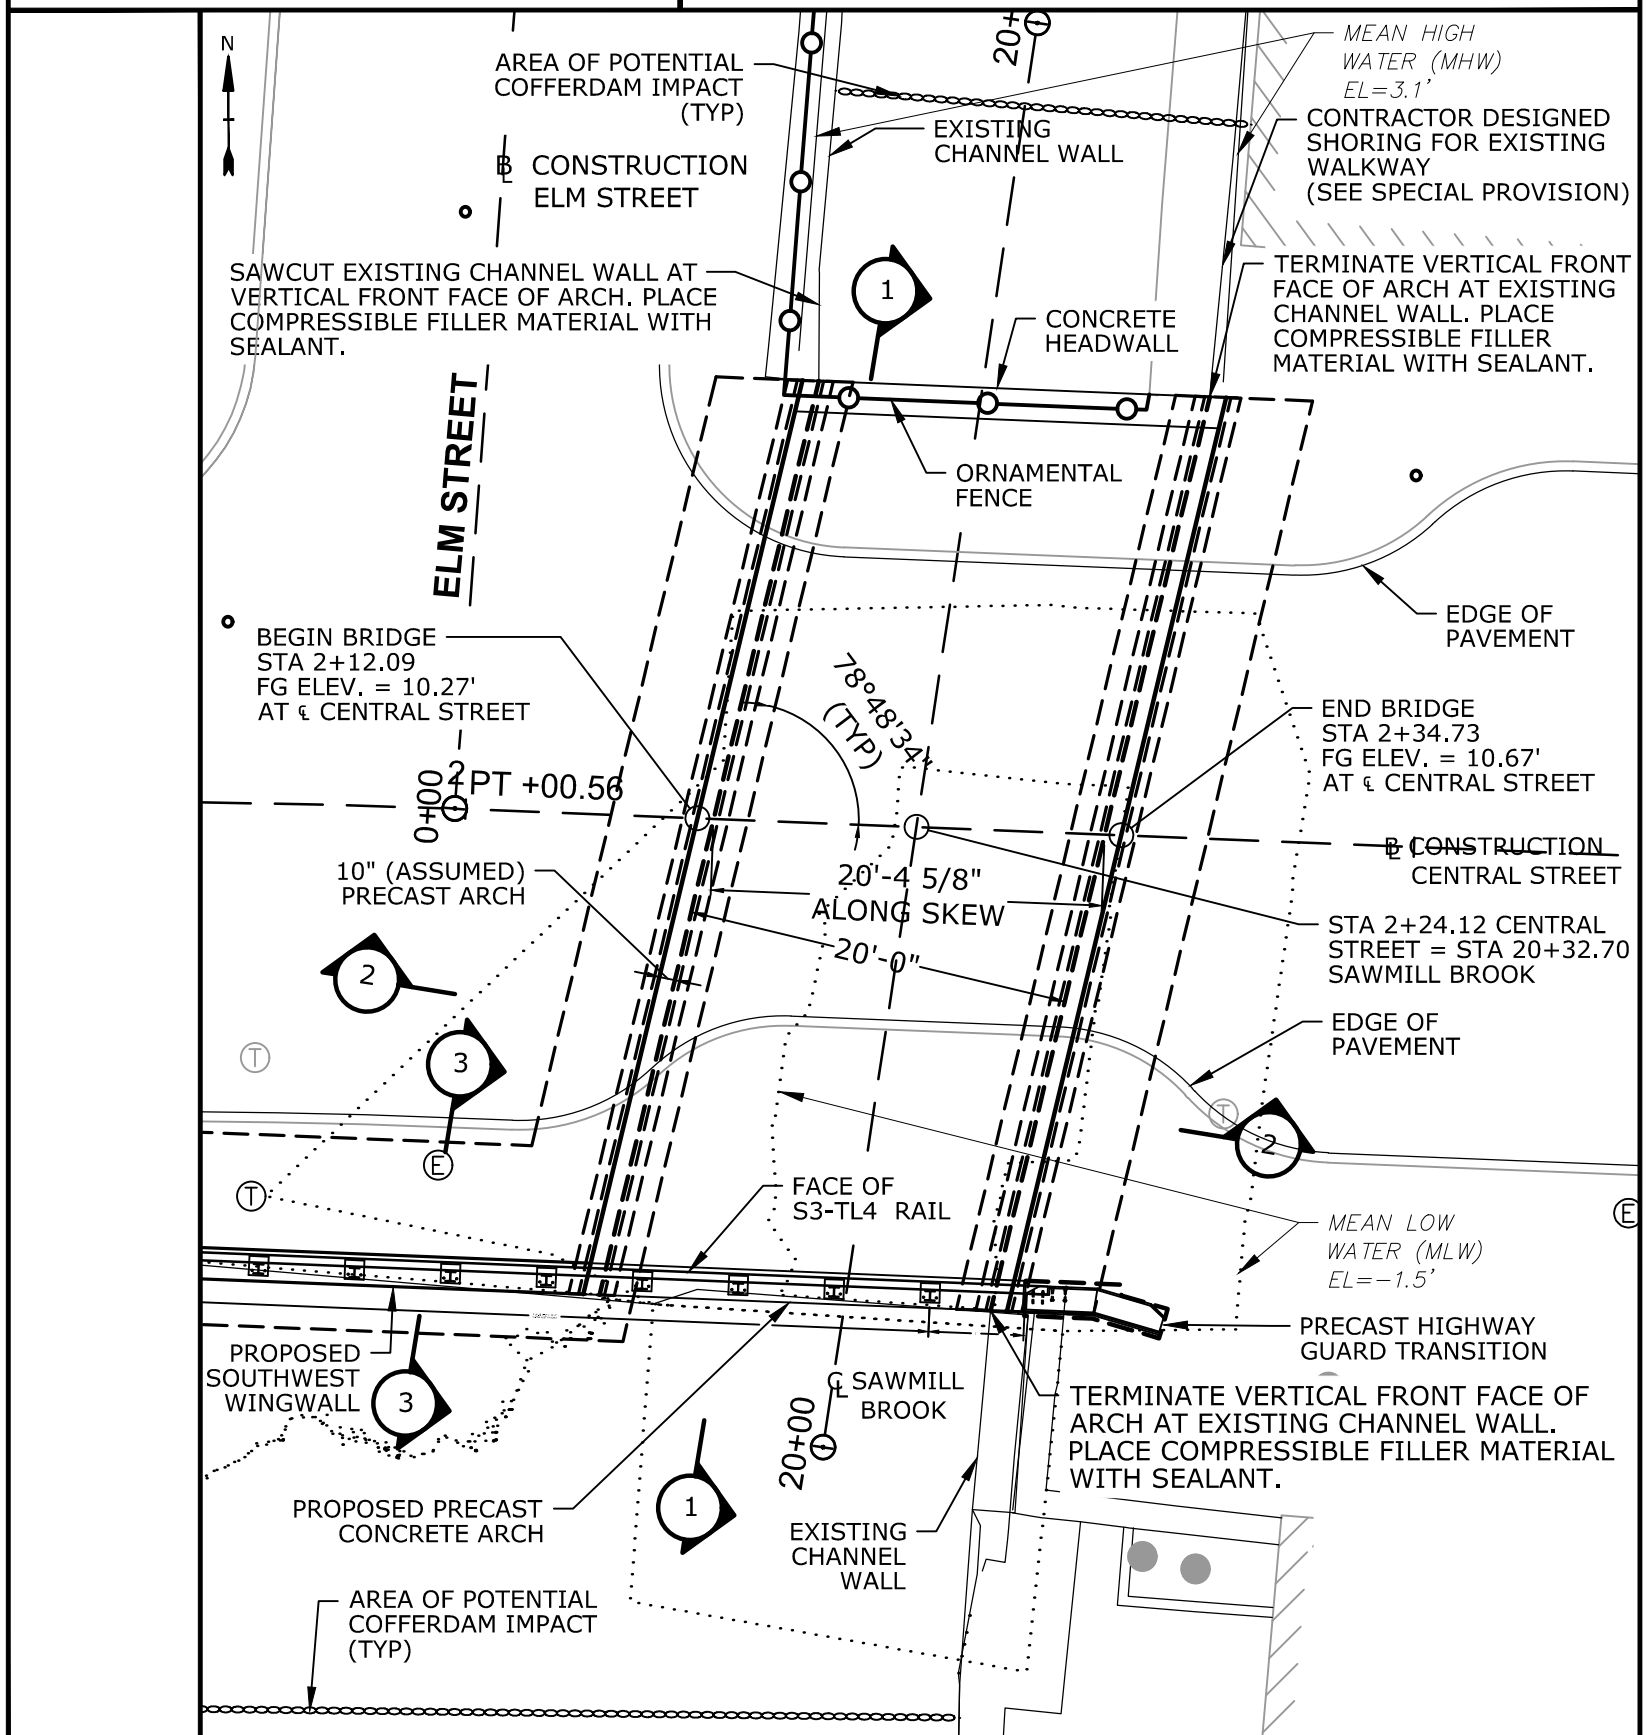 N
AREA OF POTENTIAL
COFFERDAM IMPACT
(TYP)
20+
MEAN HIGH
WATER (MHW)
EL=3.1'
EXISTING
CHANNEL WALL
CONTRACTOR DESIGNED
SHORING FOR EXISTING
WALKWAY
(SEE SPECIAL PROVISION)
BL CONSTRUCTION
ELM STREET
SAWCUT EXISTING CHANNEL WALL AT
VERTICAL FRONT FACE OF ARCH. PLACE
COMPRESSIBLE FILLER MATERIAL WITH
SEALANT.
1
CONCRETE
HEADWALL
TERMINATE VERTICAL FRONT
FACE OF ARCH AT EXISTING
CHANNEL WALL. PLACE
COMPRESSIBLE FILLER
MATERIAL WITH SEALANT.
ELM STREET
ORNAMENTAL
FENCE
EDGE OF
PAVEMENT
BEGIN BRIDGE
STA 2+12.09
FG ELEV. = 10.27'
AT ℄ CENTRAL STREET
78°48'34"
(TYP)
END BRIDGE
STA 2+34.73
FG ELEV. = 10.67'
AT ℄ CENTRAL STREET
0+00
2
PT +00.56
BL CONSTRUCTION
CENTRAL STREET
10" (ASSUMED)
PRECAST ARCH
20'-4 5/8"
ALONG SKEW
20'-0"
STA 2+24.12 CENTRAL
STREET = STA 20+32.70
SAWMILL BROOK
2
3
EDGE OF
PAVEMENT
T
T
2
E
T
FACE OF
S3-TL4 RAIL
E
MEAN LOW
WATER (MLW)
EL=-1.5'
PROPOSED
SOUTHWEST
WINGWALL
3
PRECAST HIGHWAY
GUARD TRANSITION
℄ SAWMILL
BROOK
20+00
TERMINATE VERTICAL FRONT FACE OF
ARCH AT EXISTING CHANNEL WALL.
PLACE COMPRESSIBLE FILLER MATERIAL
WITH SEALANT.
PROPOSED PRECAST
CONCRETE ARCH
1
EXISTING
CHANNEL
WALL
AREA OF POTENTIAL
COFFERDAM IMPACT
(TYP)